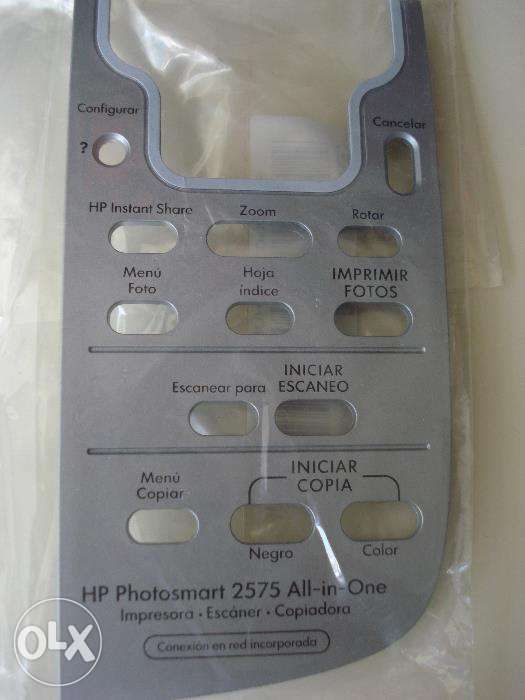 Configurar
Cancelar
?
HP Instant Share
Zoom
Rotar
Menú
Foto
Hoja
índice
IMPRIMIR
FOTOS
Escanear para
INICIAR
ESCANEO
Menú
Copiar
INICIAR
COPIA
Negro
Color
HP Photosmart 2575 All-in-One
Impresora • Escáner • Copiadora
Conexión en red incorporada
OLX